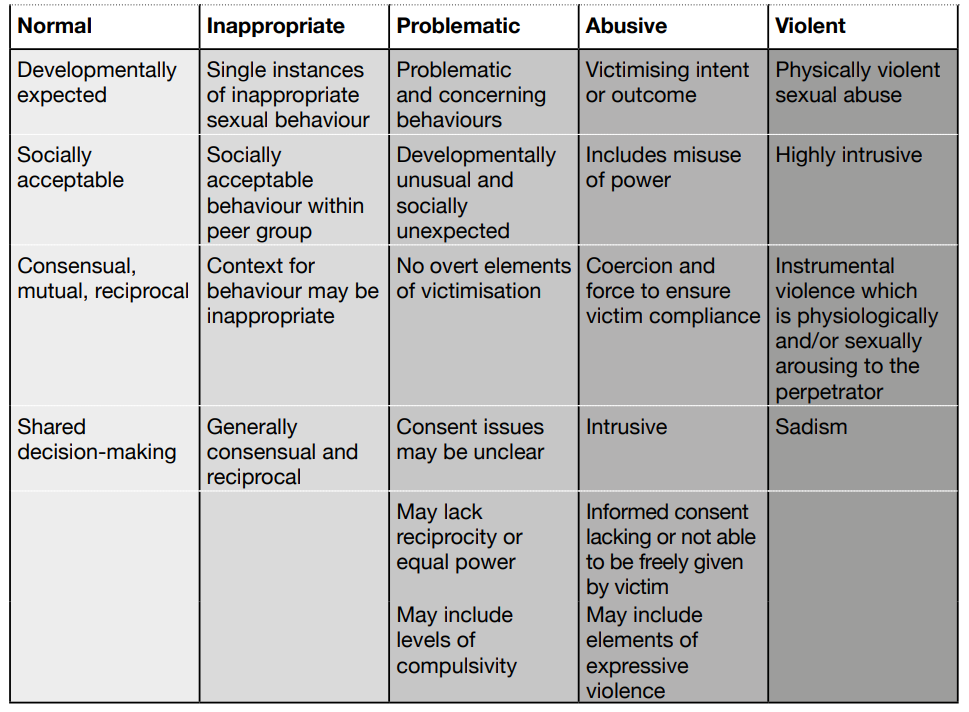 Normal
Inappropriate
Problematic
Abusive
Violent
Developmentally
expected
Single instances
of inappropriate
sexual behaviour
Problematic
and concerning
behaviours
Victimising intent
or outcome
Physically violent
sexual abuse
Socially
acceptable
Socially
acceptable
behaviour within
peer group
Developmentally
unusual and
socially
unexpected
Includes misuse
of power
Highly intrusive
Consensual,
mutual, reciprocal
Context for
behaviour may be
inappropriate
No overt elements
of victimisation
Coercion and
force to ensure
victim compliance
Instrumental
violence which
is physiologically
and/or sexually
arousing to the
perpetrator
Shared
decision-making
Generally
consensual and
reciprocal
Consent issues
may be unclear
Intrusive
Sadism
May lack
reciprocity or
equal power
Informed consent
lacking or not able
to be freely given
by victim
May include
levels of
compulsivity
May include
elements of
expressive
violence